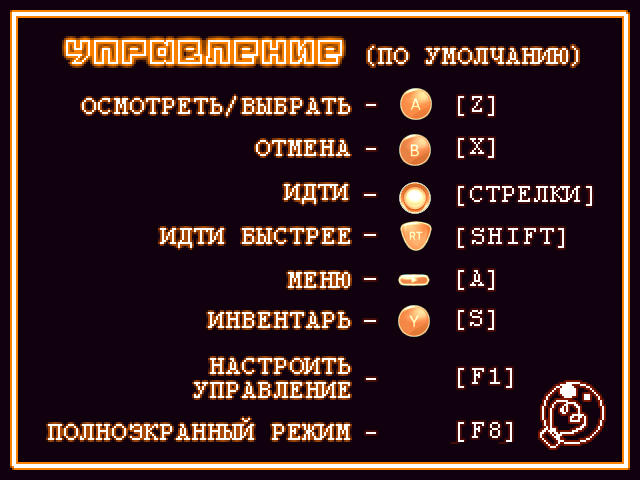 УПРАВЛЕНИЕ (ПО УМОЛЧАНИЮ)
ОСМОТРЕТЬ/ВЫБРАТЬ - A [Z]
ОТМЕНА - B [X]
ИДТИ - [СТРЕЛКИ]
ИДТИ БЫСТРЕЕ - RT [SHIFT]
МЕНЮ - [A]
ИНВЕНТАРЬ - Y [S]
НАСТРОИТЬ
УПРАВЛЕНИЕ - [F1]
ПОЛНОЭКРАННЫЙ РЕЖИМ - [F8]